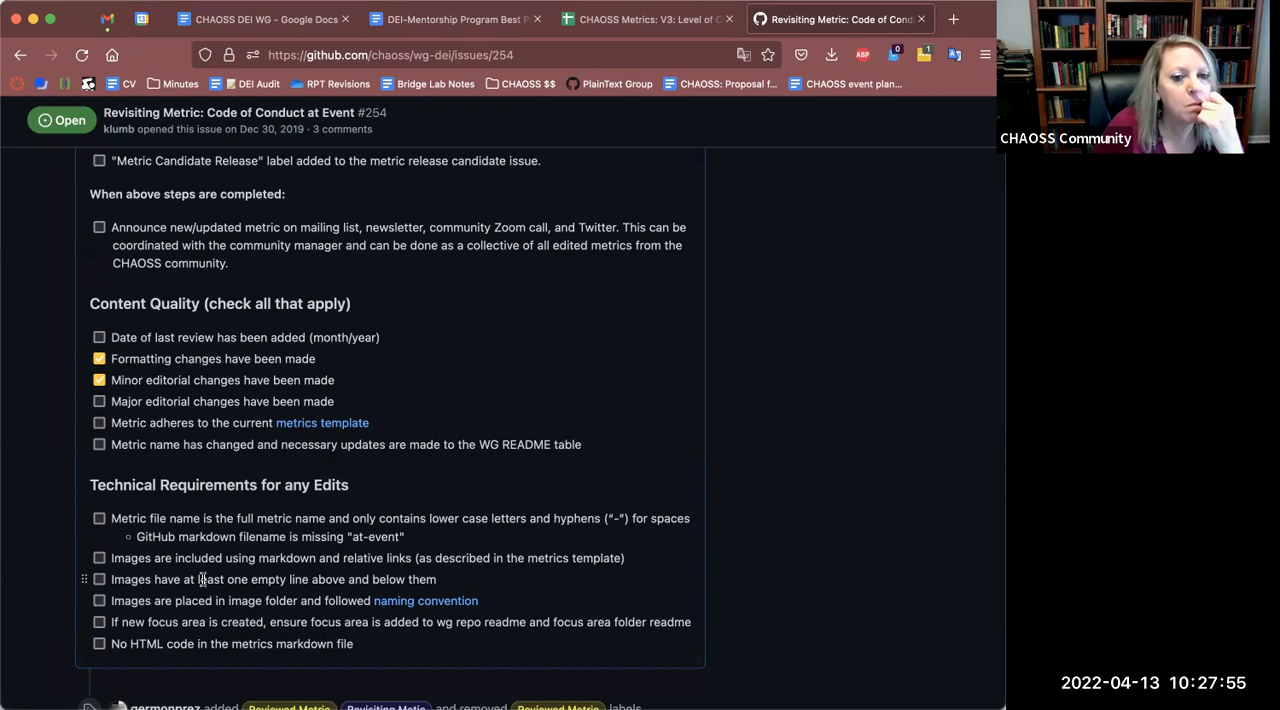 CHAOSS DEI WG - Google Docs
DEI-Mentorship Program Best P
CHAOSS Metrics: V3: Level of C
Revisiting Metric: Code of Cond
https://github.com/chaoss/wg-dei/issues/254
CV
Minutes
DEI Audit
RPT Revisions
Bridge Lab Notes
CHAOSS $$
PlainText Group
CHAOSS: Proposal f...
CHAOSS event plan...
Open
Revisiting Metric: Code of Conduct at Event #254
klumb opened this issue on Dec 30, 2019 · 3 comments
CHAOSS Community
"Metric Candidate Release" label added to the metric release candidate issue.
When above steps are completed:
Announce new/updated metric on mailing list, newsletter, community Zoom call, and Twitter. This can be
coordinated with the community manager and can be done as a collective of all edited metrics from the
CHAOSS community.
Content Quality (check all that apply)
Date of last review has been added (month/year)
Formatting changes have been made
Minor editorial changes have been made
Major editorial changes have been made
Metric adheres to the current metrics template
Metric name has changed and necessary updates are made to the WG README table
Technical Requirements for any Edits
Metric file name is the full metric name and only contains lower case letters and hyphens (“-”) for spaces
GitHub markdown filename is missing "at-event"
Images are included using markdown and relative links (as described in the metrics template)
Images have at least one empty line above and below them
Images are placed in image folder and followed naming convention
If new focus area is created, ensure focus area is added to wg repo readme and focus area folder readme
No HTML code in the metrics markdown file
germonprez added Reviewed Metric Revisiting Metic and removed Reviewed Metric labels
2022-04-13 10:27:55